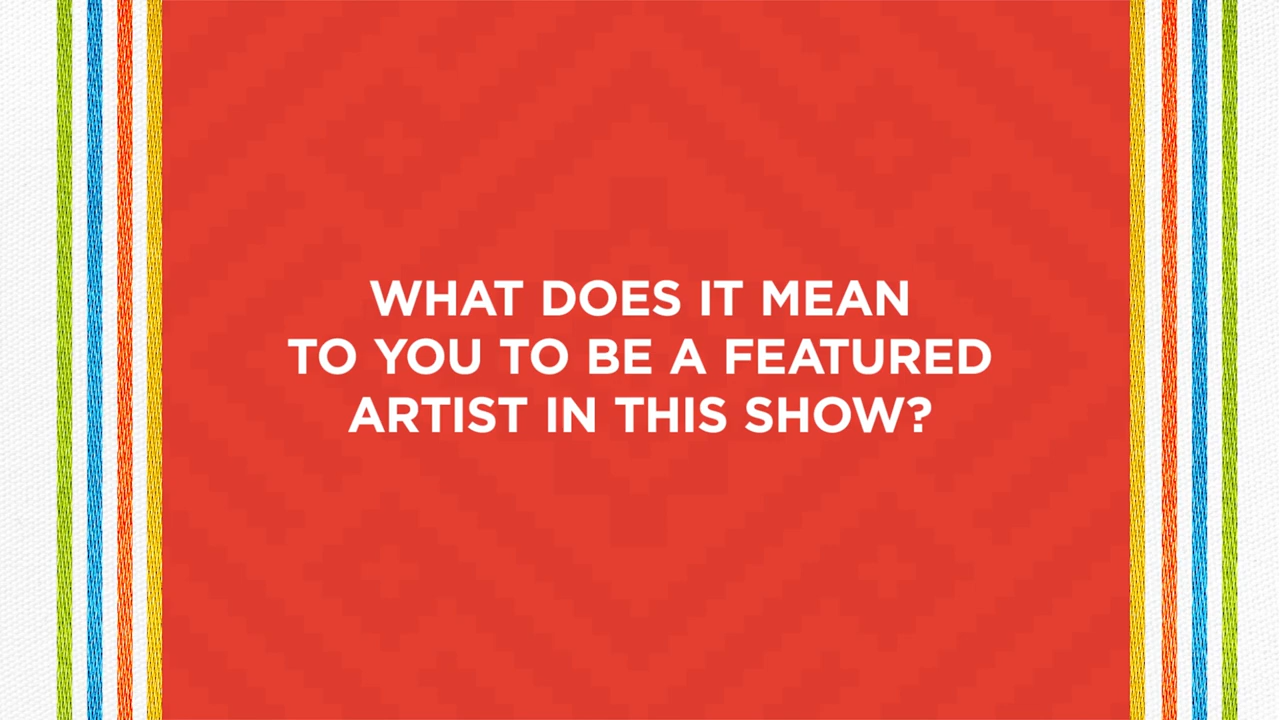 WHAT DOES IT MEAN
TO YOU TO BE A FEATURED
ARTIST IN THIS SHOW?